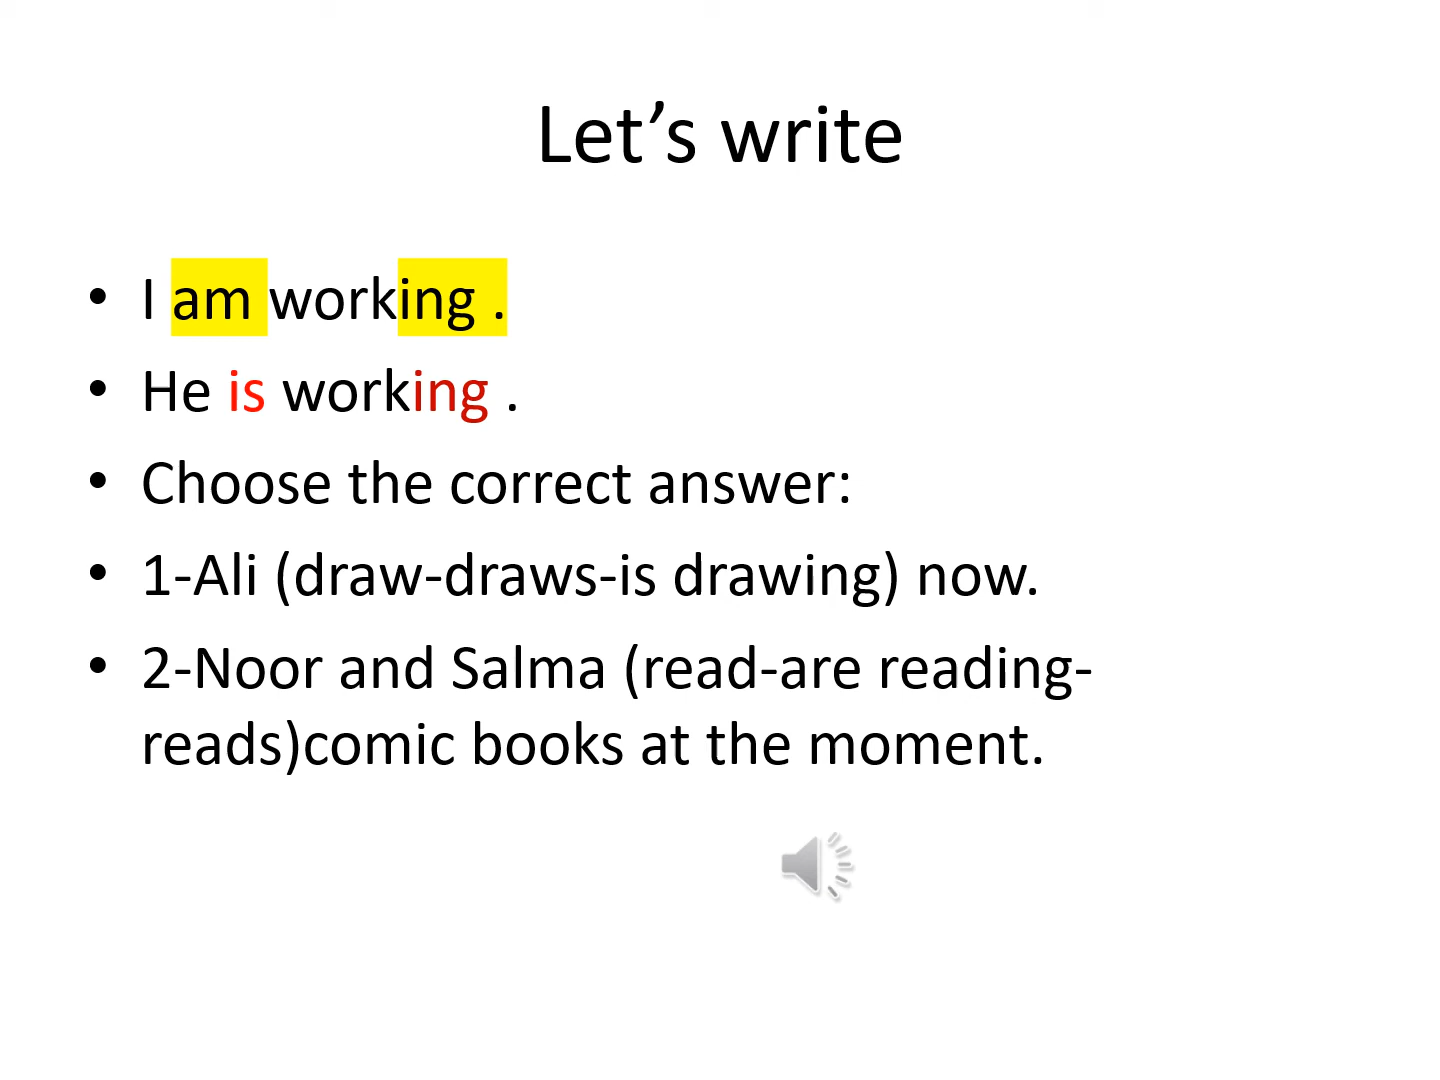 Let’s write
• I am working .
• He is working .
• Choose the correct answer:
• 1-Ali (draw-draws-is drawing) now.
• 2-Noor and Salma (read-are reading-
reads)comic books at the moment.